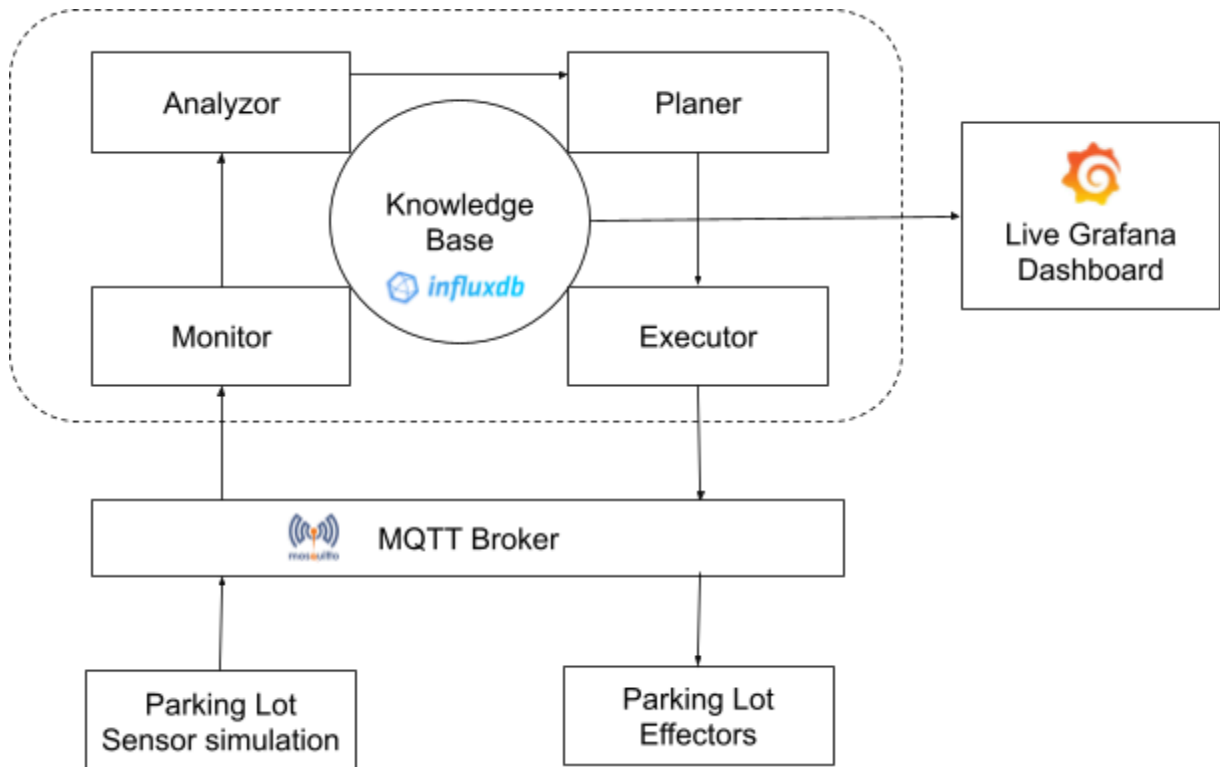 Analyzor
Planer
Knowledge
Base
influxdb
Live Grafana
Dashboard
Monitor
Executor
mosquitto
MQTT Broker
Parking Lot
Sensor simulation
Parking Lot
Effectors